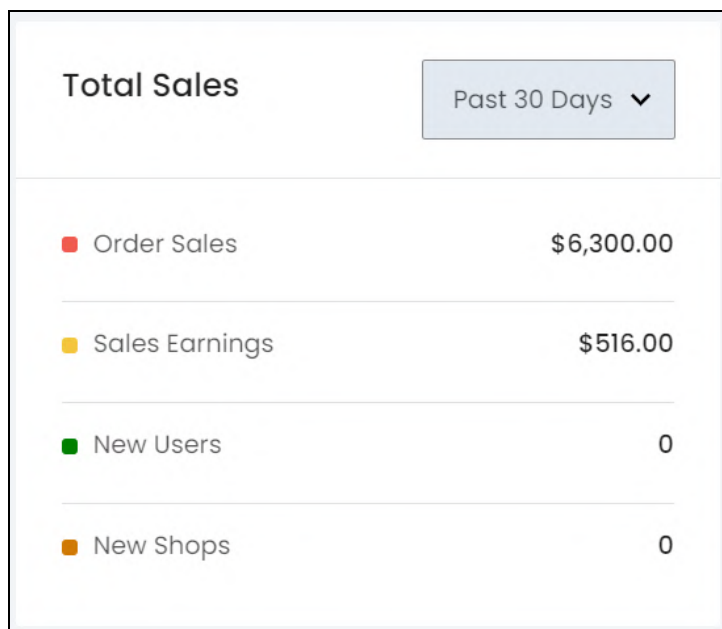 Total Sales
Past 30 Days
Order Sales $6,300.00
Sales Earnings $516.00
New Users 0
New Shops 0